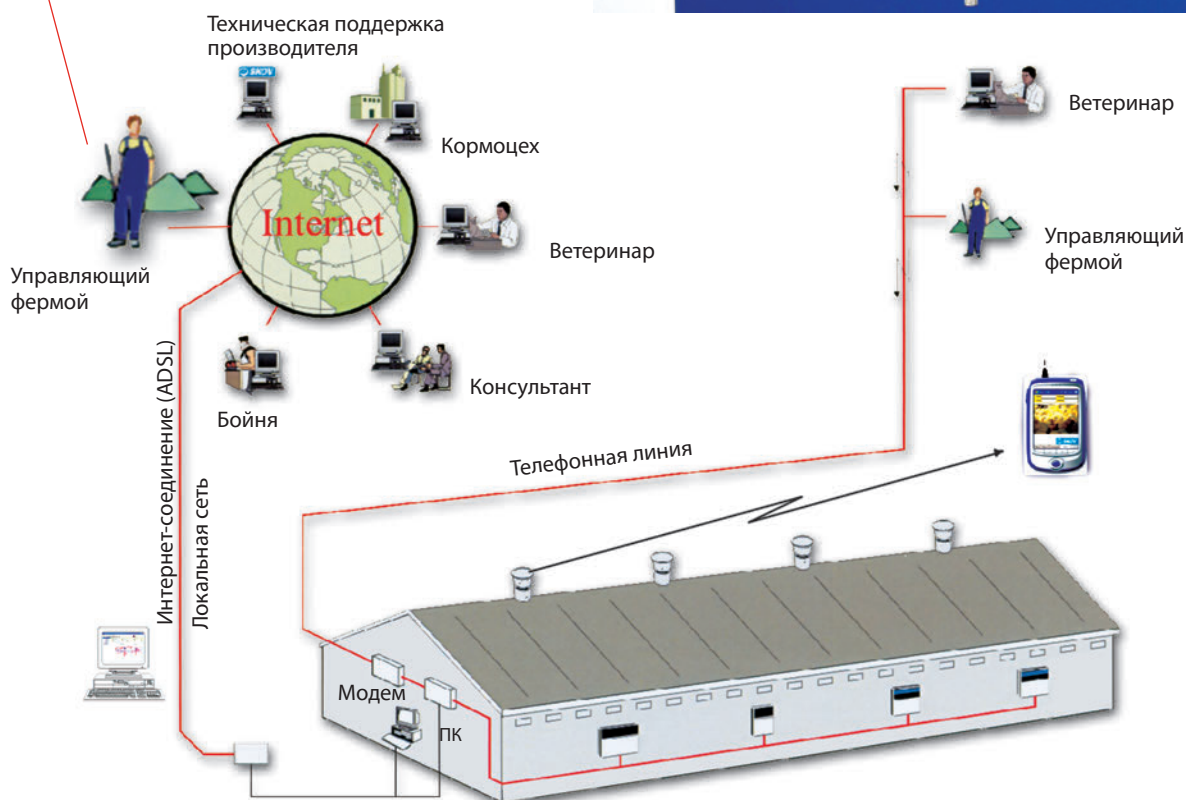 Техническая поддержка
производителя
Кормоцех
Internet
Ветеринар
Управляющий
фермой
Бойня
Консультант
Интернет-соединение (ADSL)
Локальная сеть
Ветеринар
Управляющий
фермой
Телефонная линия
Модем
ПК